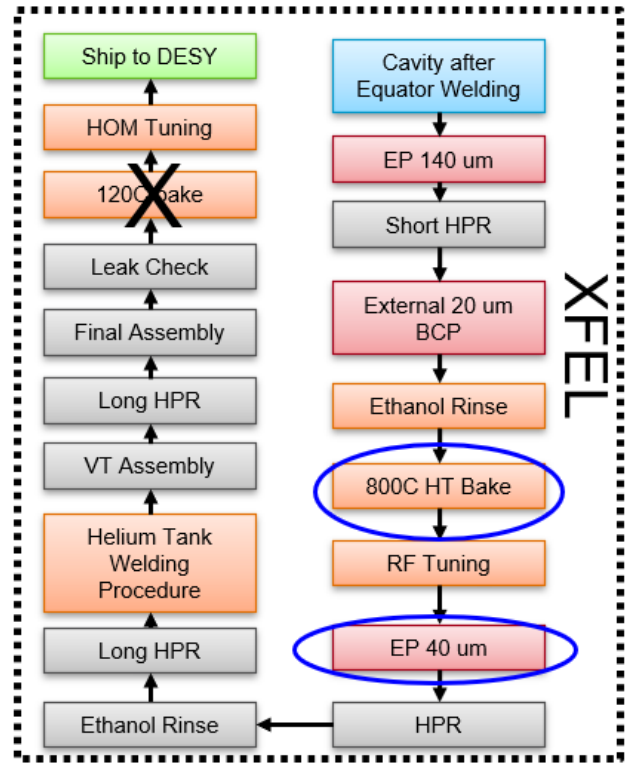 Cavity after
Equator Welding
EP 140 um
Short HPR
External 20 um
BCP
Ethanol Rinse
800C HT Bake
RF Tuning
EP 40 um
HPR
Ethanol Rinse
Long HPR
Helium Tank
Welding
Procedure
VT Assembly
Long HPR
Final Assembly
Leak Check
120C bake
X
HOM Tuning
Ship to DESY
XFEL